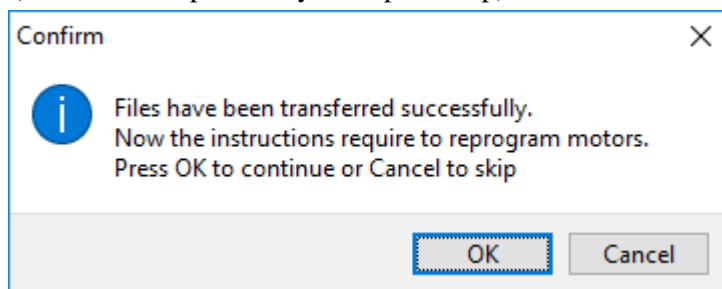 Confirm
Files have been transferred successfully.
Now the instructions require to reprogram motors.
Press OK to continue or Cancel to skip
OK
Cancel